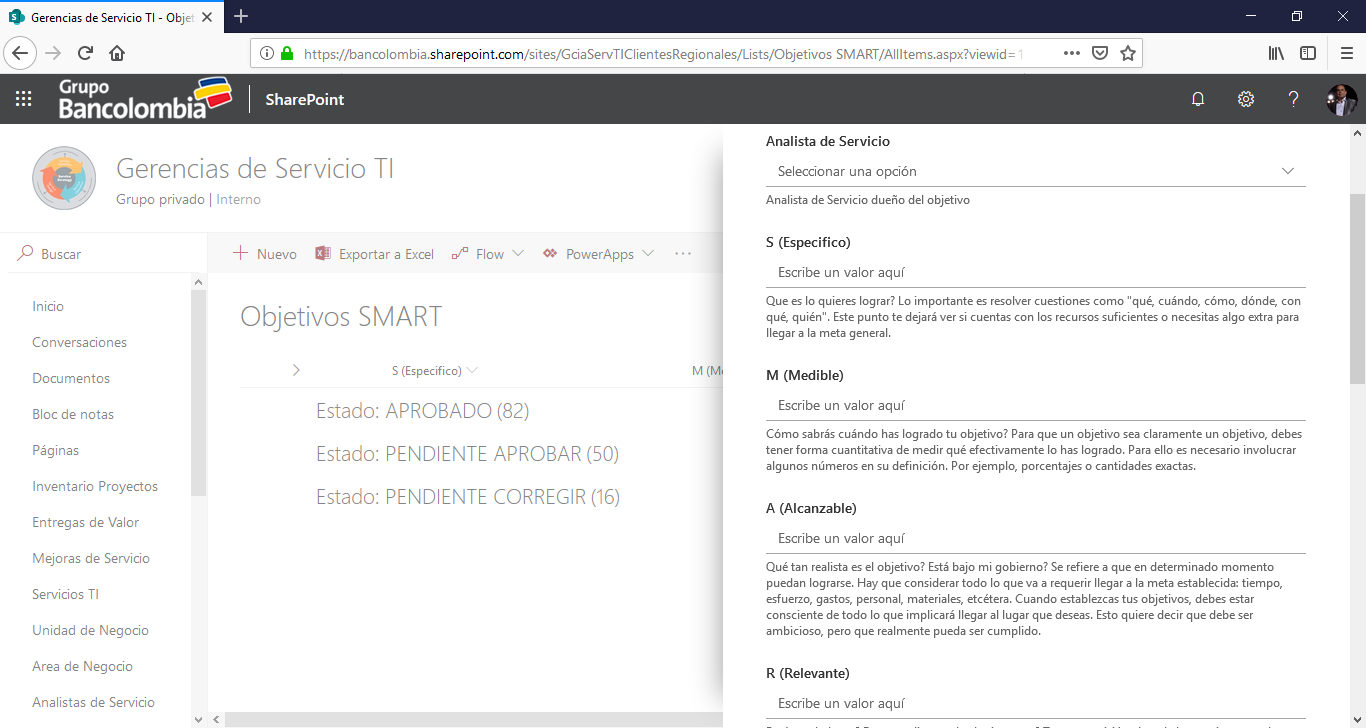 Gerencias de Servicio TI - Objet
https://bancolombia.sharepoint.com/sites/GciaServTIClientesRegionales/Lists/Objetivos SMART/AllItems.aspx?viewid=1
Grupo
Bancolombia
SharePoint
Gerencias de Servicio TI
Grupo privado | Interno
Buscar
Inicio
Conversaciones
Documentos
Bloc de notas
Páginas
Inventario Proyectos
Entregas de Valor
Mejoras de Servicio
Servicios TI
Unidad de Negocio
Area de Negocio
Analistas de Servicio
Nuevo
Exportar a Excel
Flow
PowerApps
Objetivos SMART
S (Especifico)
M (M
Estado: APROBADO (82)
Estado: PENDIENTE APROBAR (50)
Estado: PENDIENTE CORREGIR (16)
Analista de Servicio
Seleccionar una opción
Analista de Servicio dueño del objetivo
S (Especifico)
Escribe un valor aquí
Que es lo quieres lograr? Lo importante es resolver cuestiones como "qué, cuándo, cómo, dónde, con
qué, quién". Este punto te dejará ver si cuentas con los recursos suficientes o necesitas algo extra para
llegar a la meta general.
M (Medible)
Escribe un valor aquí
Cómo sabrás cuándo has logrado tu objetivo? Para que un objetivo sea claramente un objetivo, debes
tener forma cuantitativa de medir qué efectivamente lo has logrado. Para ello es necesario involucrar
algunos números en su definición. Por ejemplo, porcentajes o cantidades exactas.
A (Alcanzable)
Escribe un valor aquí
Qué tan realista es el objetivo? Está bajo mi gobierno? Se refiere a que en determinado momento
puedan lograrse. Hay que considerar todo lo que va a requerir llegar a la meta establecida: tiempo,
esfuerzo, gastos, personal, materiales, etcétera. Cuando establezcas tus objetivos, debes estar
consciente de todo lo que implicará llegar al lugar que deseas. Esto quiere decir que debe ser
ambicioso, pero que realmente pueda ser cumplido.
R (Relevante)
Escribe un valor aquí